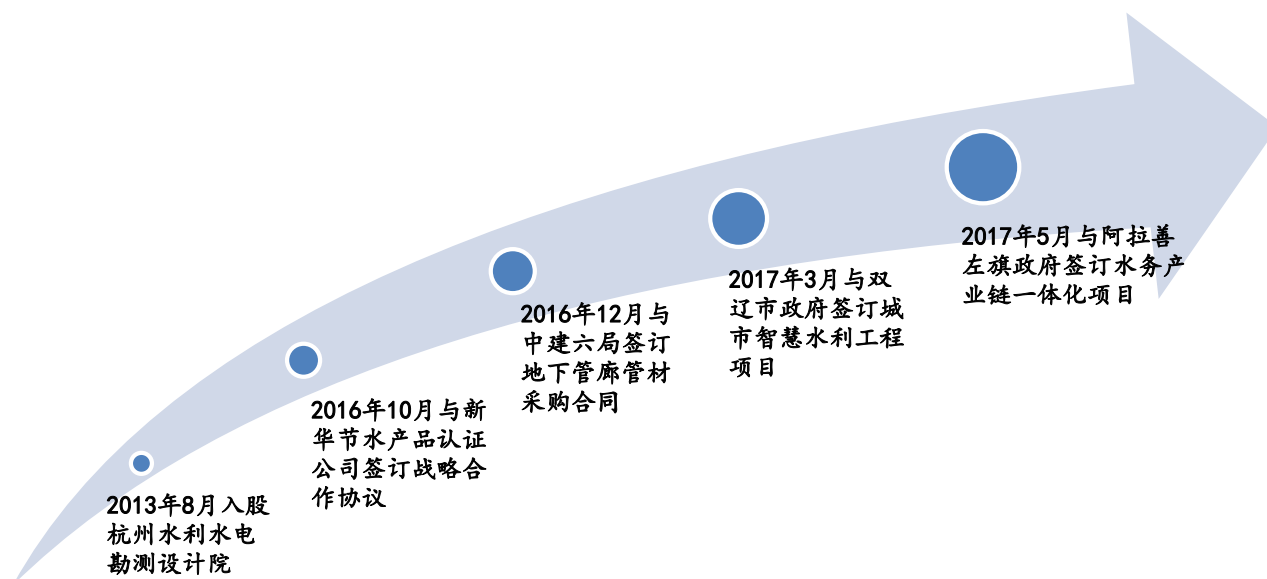 2013年8月入股
杭州水利水电
勘测设计院
2016年10月与新
华节水产品认证
公司签订战略合
作协议
2016年12月与
中建六局签订
地下管廊管材
采购合同
2017年3月与双
辽市政府签订城
市智慧水利工程
项目
2017年5月与阿拉善
左旗政府签订水务产
业链一体化项目